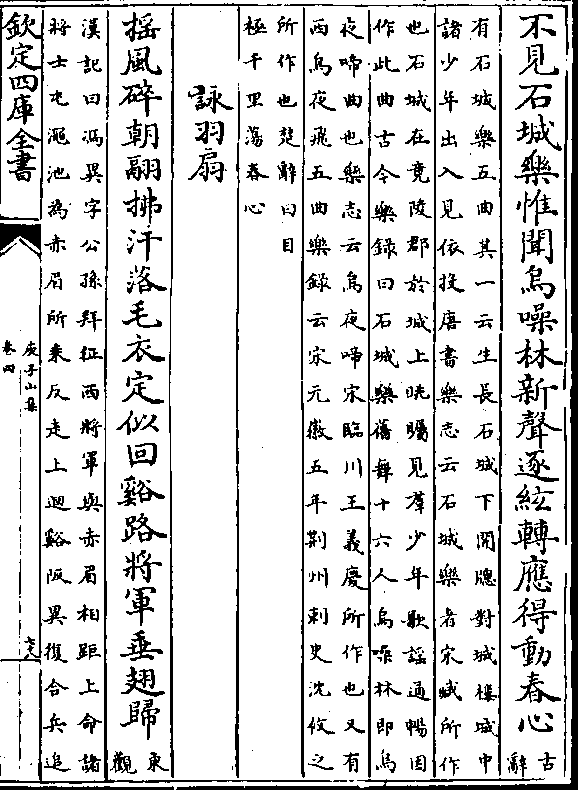 不見石城樂惟聞烏噪林新聲逐絃轉應得動春心古辭
有石城樂五曲其一云生長石城下開牕對城樓城中
諸少年出入見依投唐書樂志云石城樂者宋臧所作
也石城在竟陵郡於城上眺矚見羣少年歌謡通暢因
作此曲古今樂録曰石城樂舊舞十六人烏噪林即烏
夜啼曲也樂志云烏夜啼宋臨川王義慶所作也又有
西烏夜飛五曲樂録云宋元徽五年荆州刺史沈攸之
所作也楚辭曰目
極千里蕩春心
詠羽扇
摇風碎朝翮拂汗落毛衣定似回谿路將軍垂翅歸東觀
漢記曰馮異字公孫拜征西將軍與赤眉相距上命諸
將士屯澠池為赤眉所乗反走上迴谿阪異復合兵追
欽定四庫全書
庾子山集
卷四